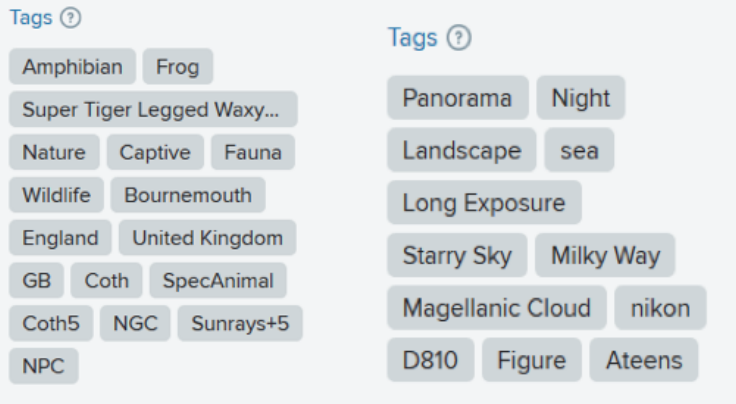 Tags ?
Amphibian Frog
Super Tiger Legged Waxy...
Nature Captive Fauna
Wildlife Bournemouth
England United Kingdom
GB Coth SpecAnimal
Coth5 NGC Sunrays+5
NPC
Tags ?
Panorama Night
Landscape sea
Long Exposure
Starry Sky Milky Way
Magellanic Cloud nikon
D810 Figure Ateens